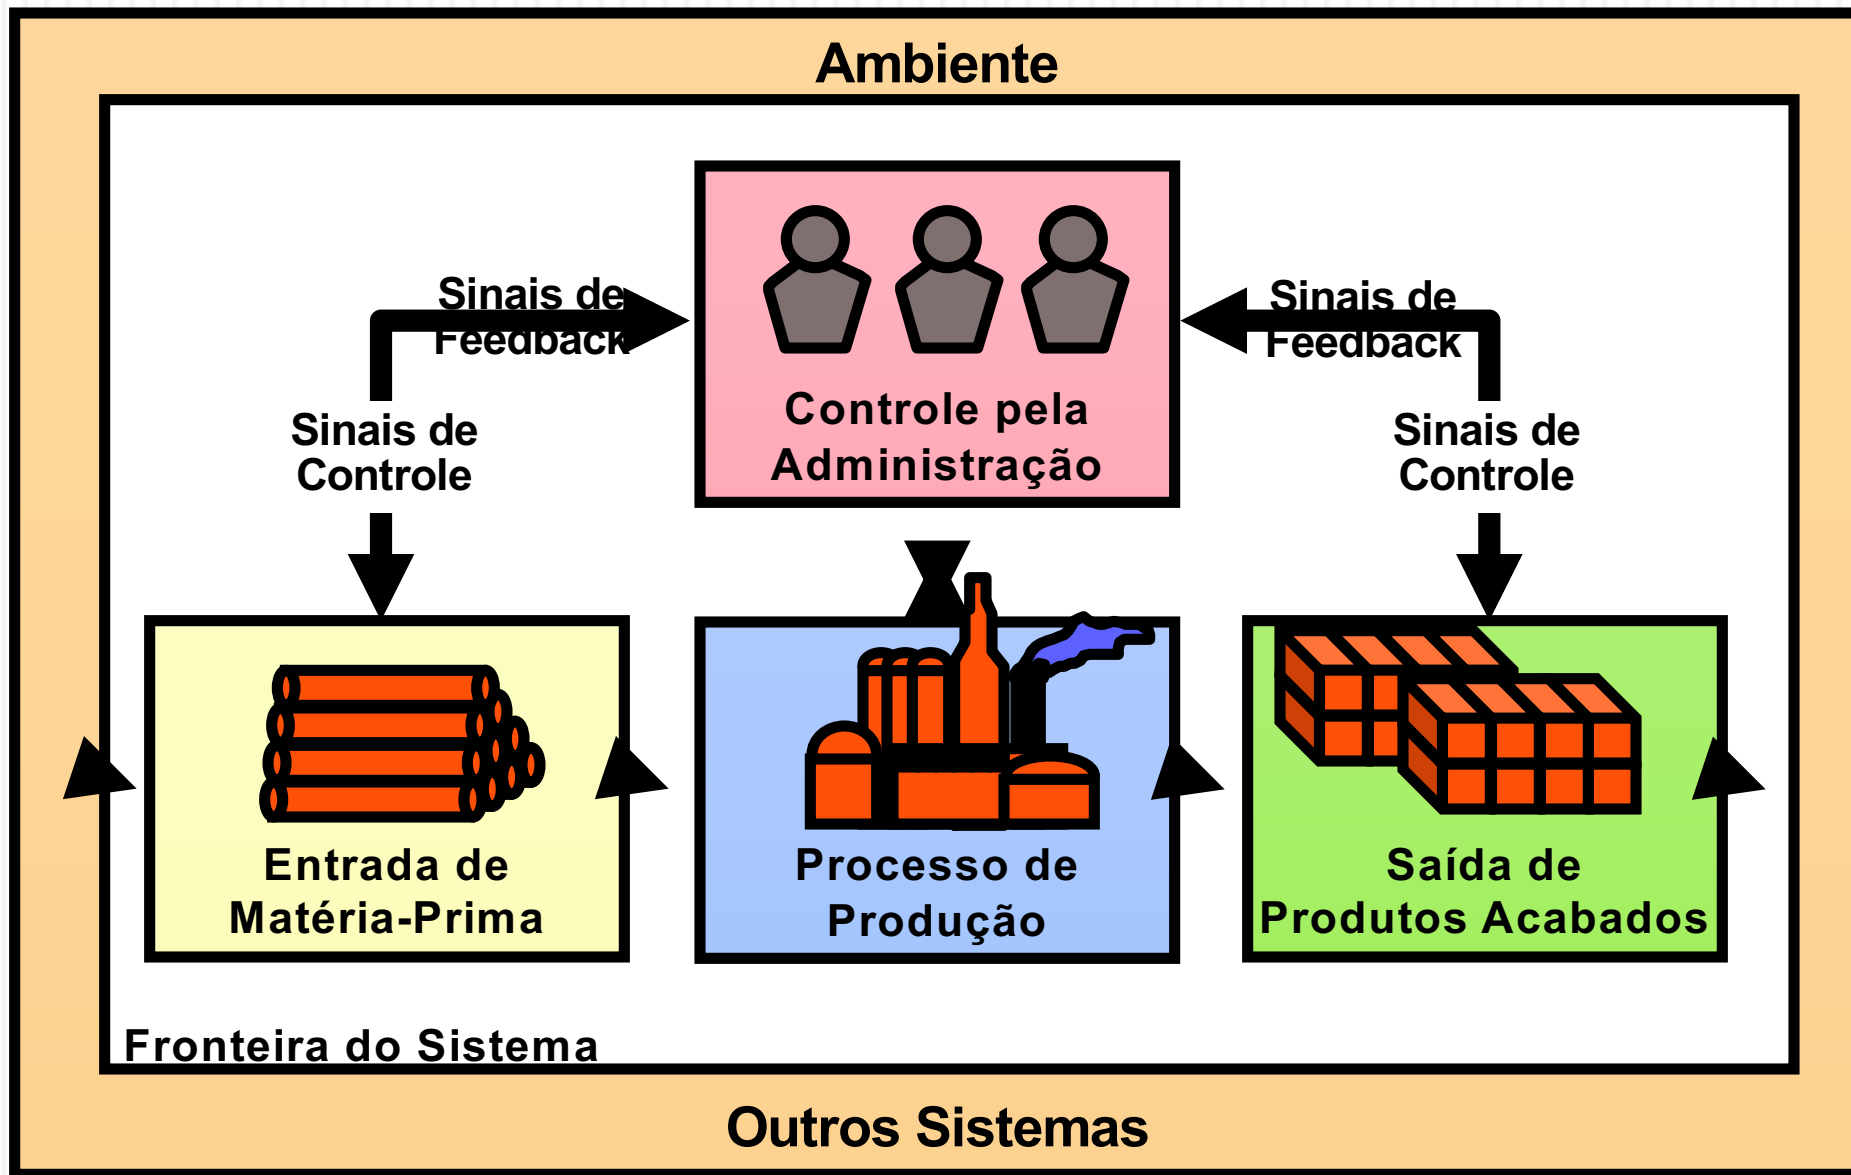 Ambiente
Sinais de
Feedback
Sinais de
Feedback
Controle pela
Administração
Sinais de
Controle
Sinais de
Controle
Entrada de
Matéria-Prima
Processo de
Produção
Saída de
Produtos Acabados
Fronteira do Sistema
Outros Sistemas